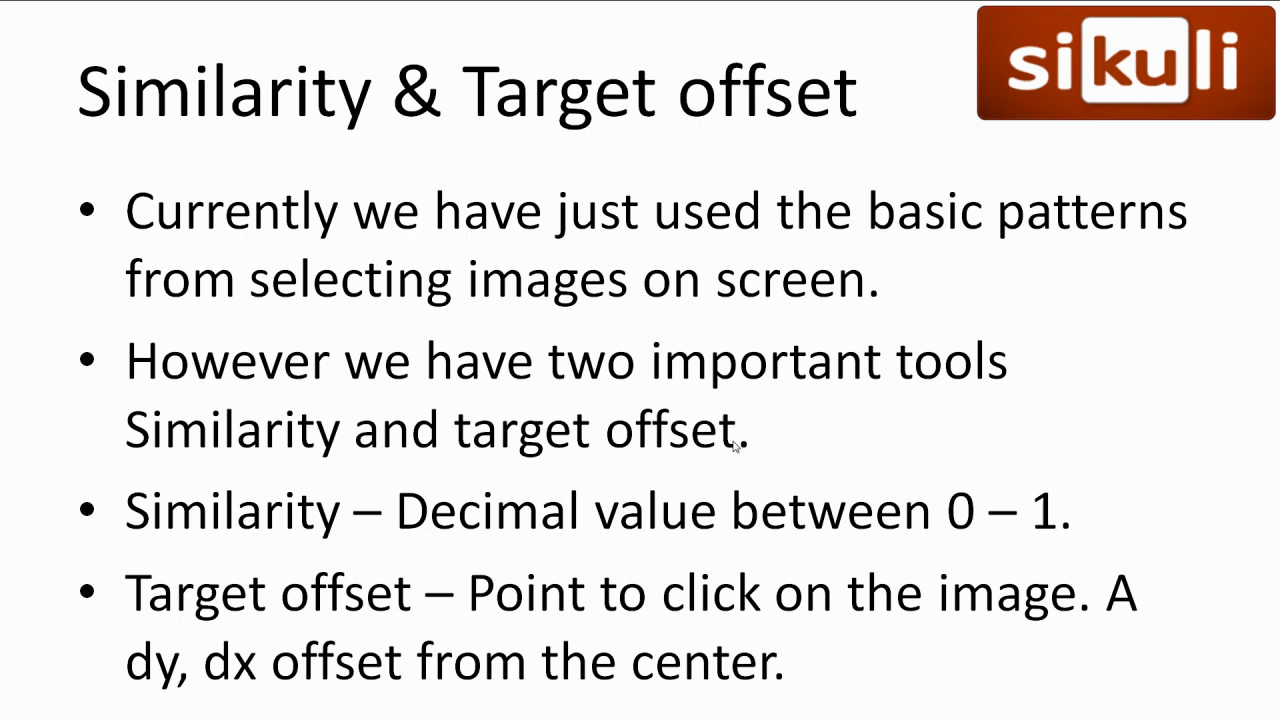 sikuli
Similarity & Target offset
• Currently we have just used the basic patterns
from selecting images on screen.
• However we have two important tools
Similarity and target offset.
• Similarity – Decimal value between 0 – 1.
• Target offset – Point to click on the image. A
dy, dx offset from the center.